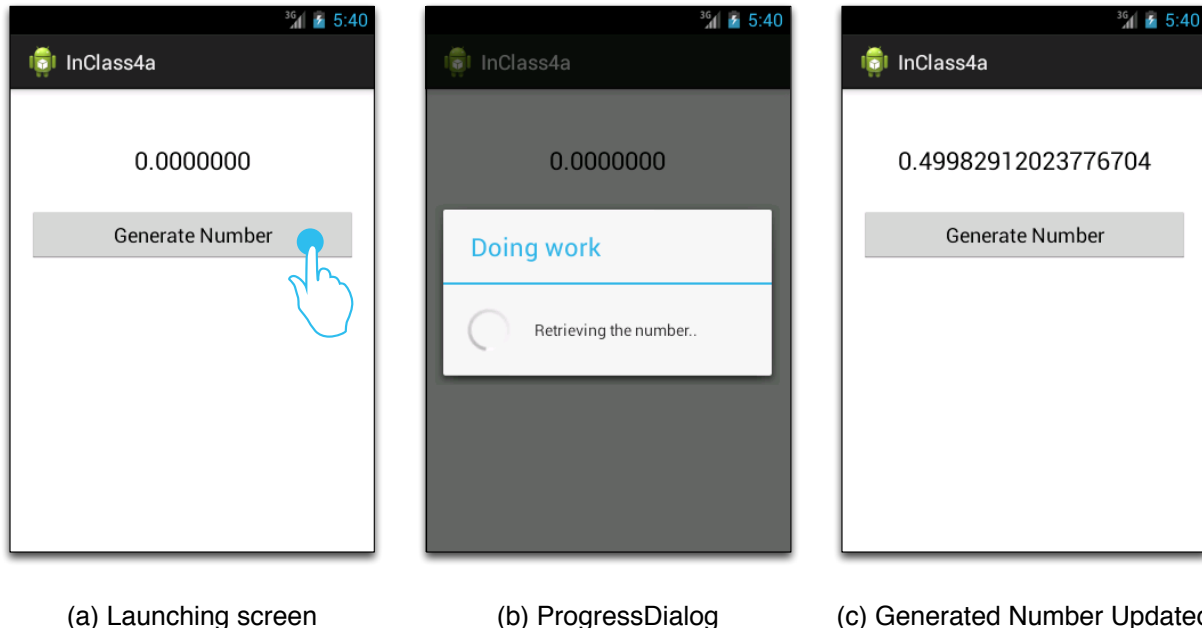 3G 5:40
InClass4a
0.0000000
Generate Number
(a) Launching screen
3G 5:40
InClass4a
0.0000000
Doing work
Retrieving the number..
(b) ProgressDialog
3G 5:40
InClass4a
0.49982912023776704
Generate Number
(c) Generated Number Updated